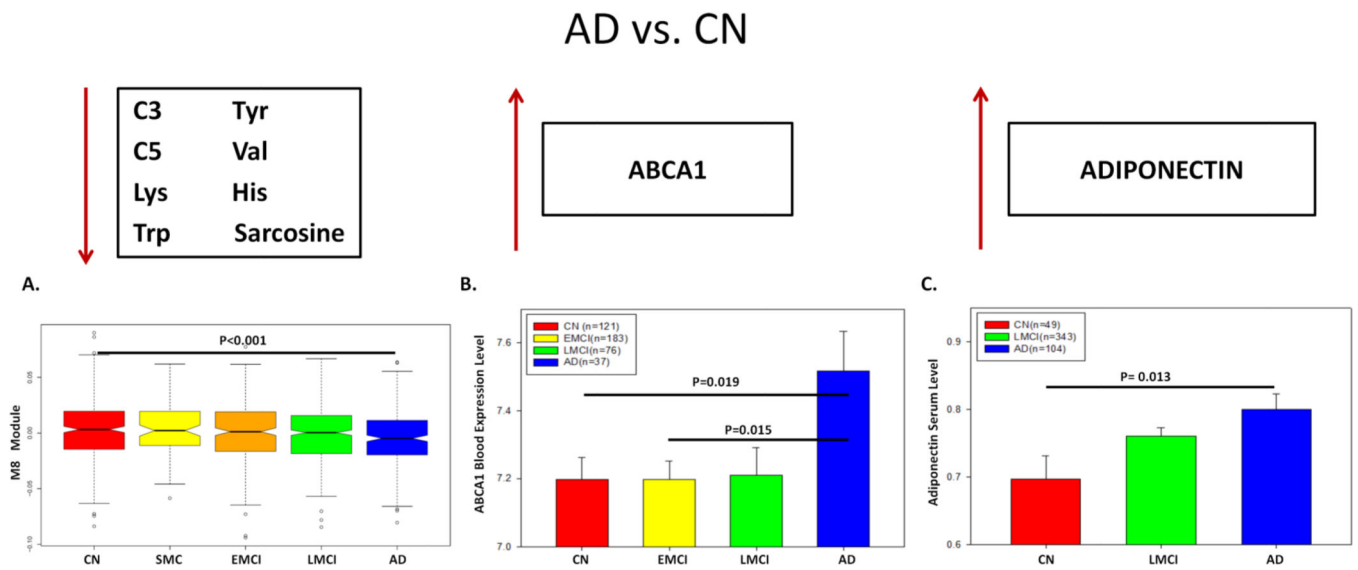 AD vs. CN
C3 Tyr
C5 Val
Lys His
Trp Sarcosine
ABCA1
ADIPONECTIN
A.
P<0.001
M8 Module
0.05
0.00
−0.05
−0.10
CN SMC EMCI LMCI AD
B.
CN (n=121)
EMCI(n=183)
LMCI(n=76)
AD(n=37)
P=0.019
P=0.015
ABCA1 Blood Expression Level
7.6
7.4
7.2
7.0
CN EMCI LMCI AD
C.
CN(n=49)
LMCI(n=343)
AD(n=104)
P= 0.013
Adiponectin Serum Level
0.9
0.8
0.7
0.6
CN LMCI AD